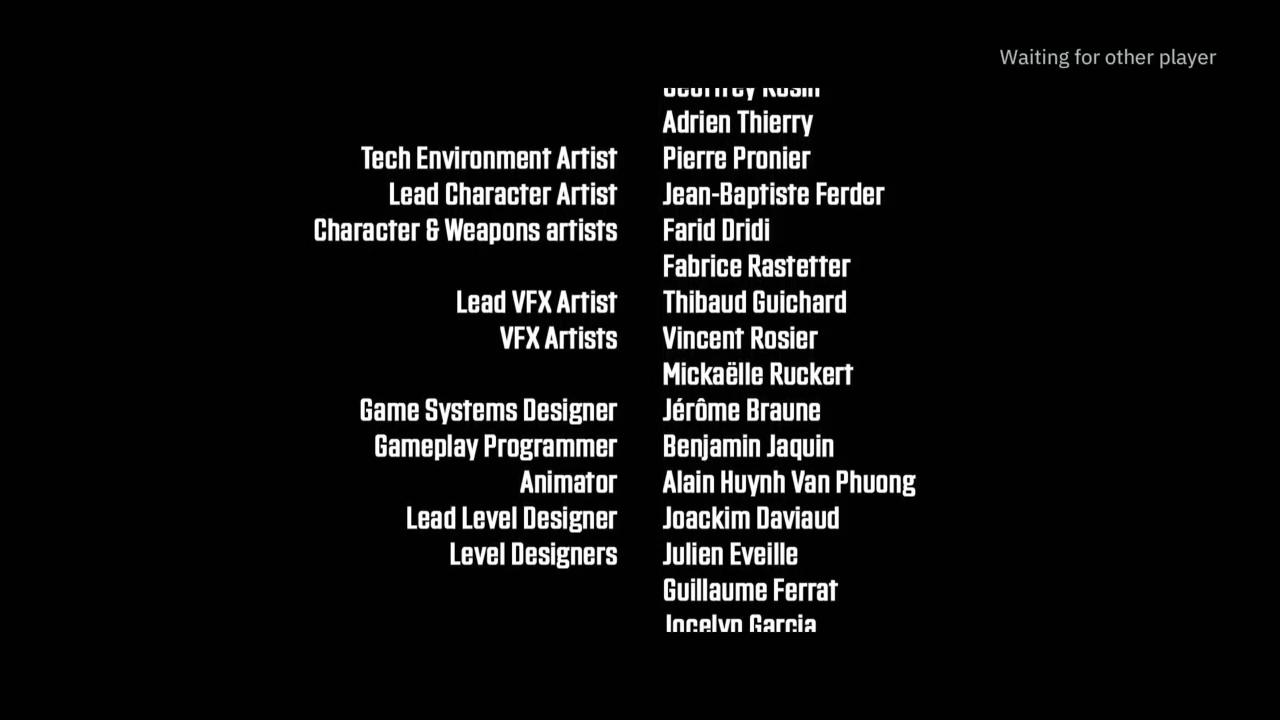 Waiting for other player
Geoffrey Rosin
Adrien Thierry
Tech Environment Artist Pierre Pronier
Lead Character Artist Jean-Baptiste Ferder
Character & Weapons artists Farid Dridi
Fabrice Rastetter
Lead VFX Artist Thibaud Guichard
VFX Artists Vincent Rosier
Mickaëlle Ruckert
Game Systems Designer Jérôme Braune
Gameplay Programmer Benjamin Jaquin
Animator Alain Huynh Van Phuong
Lead Level Designer Joackim Daviaud
Level Designers Julien Eveille
Guillaume Ferrat
Jocelyn Garcia